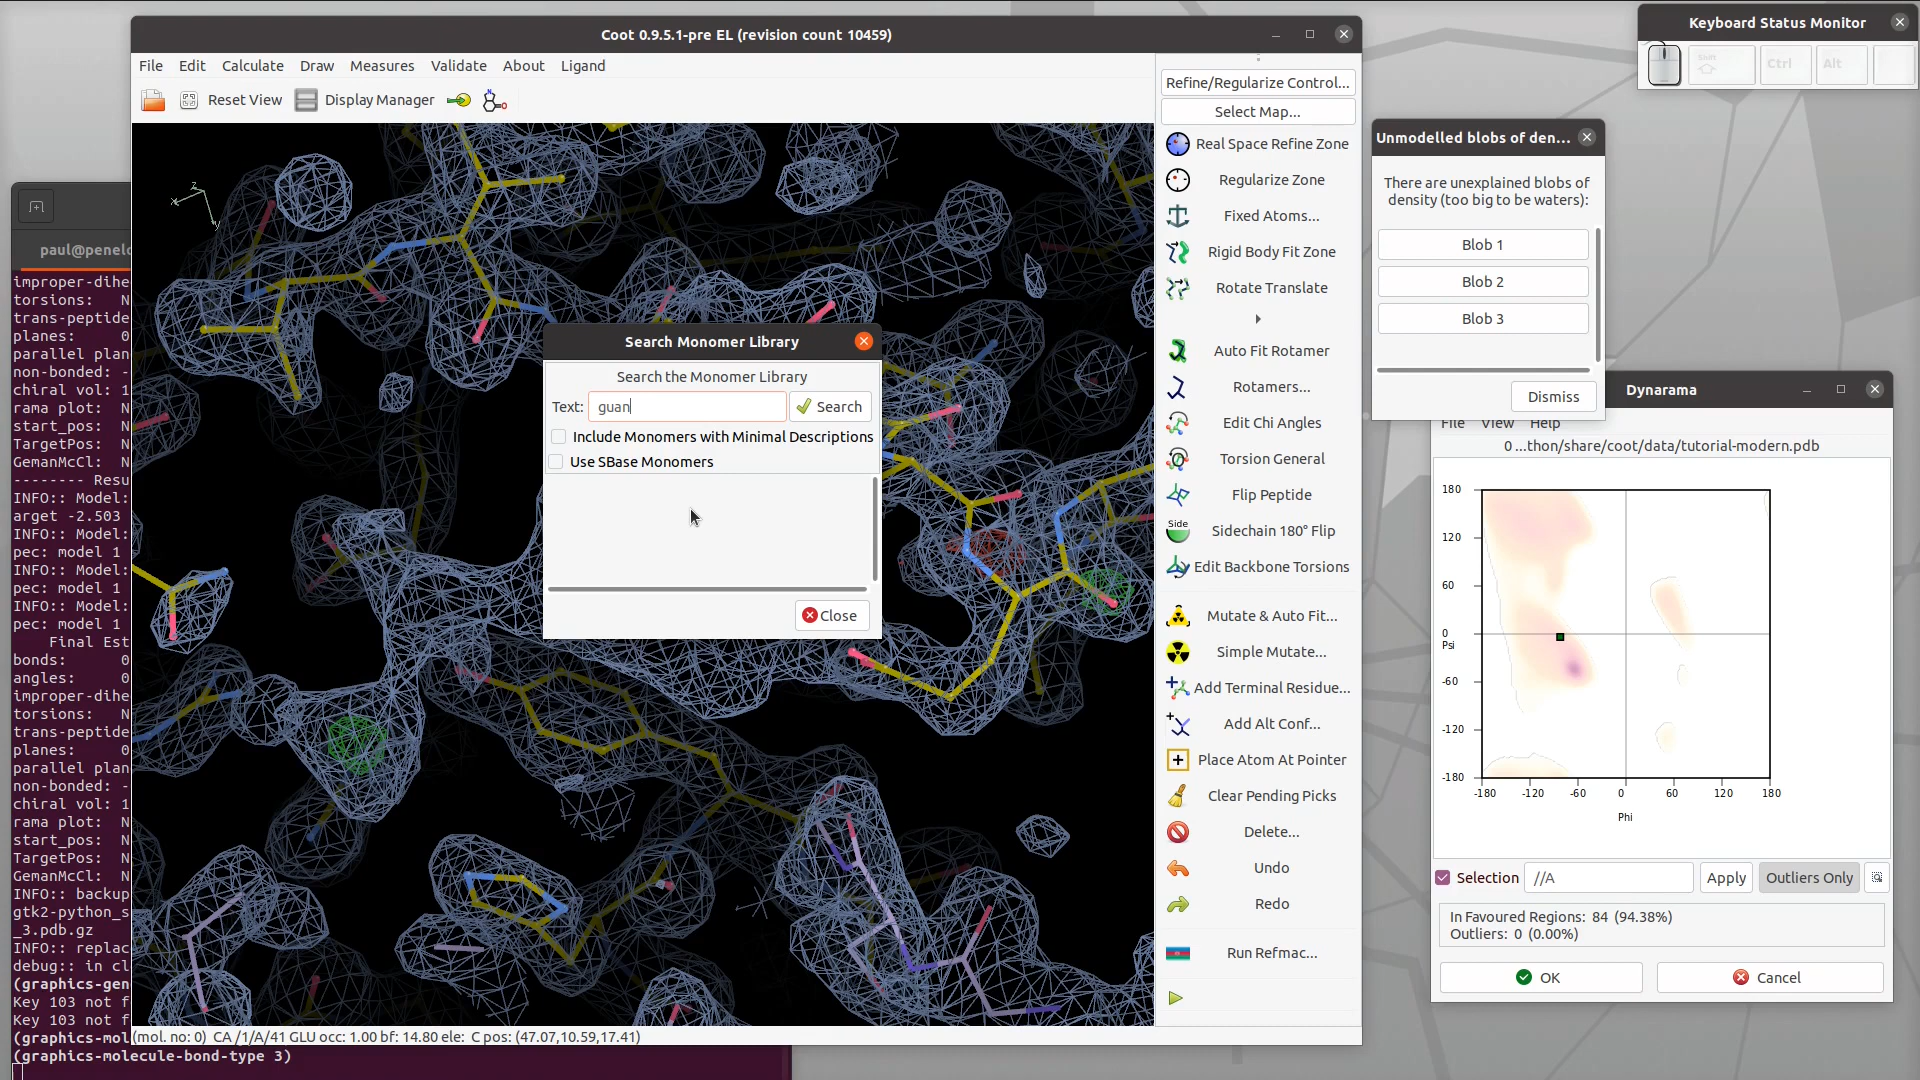 Coot 0.9.5.1-pre EL (revision count 10459)
File Edit Calculate Draw Measures Validate About Ligand
Reset View Display Manager
Keyboard Status Monitor
Shift Ctrl Alt
paul@penelo
improper-dihe
torsions: N
trans-peptide
planes: 0
parallel plan
non-bonded: -
chiral vol: 1
rama plot: N
start_pos: N
TargetPos: N
GemanMcCl: N
-------- Resu
INFO:: Model:
arget -2.503
INFO:: Model:
pec: model 1
INFO:: Model:
pec: model 1
INFO:: Model:
pec: model 1
Final Est
bonds: 0
angles: 0
improper-dihe
torsions: N
trans-peptide
planes: 0
parallel plan
non-bonded: -
chiral vol: 1
rama plot: N
start_pos: N
TargetPos: N
GemanMcCl: N
INFO:: backup
gtk2-python_s
_3.pdb.gz
INFO:: replac
debug:: in cl
(graphics-gen
Key 103 not f
Key 103 not f
(graphics-mol
(graphics-molecule-bond-type 3)
Z
X
Y
Search Monomer Library
Search the Monomer Library
Text: guan Search
Include Monomers with Minimal Descriptions
Use SBase Monomers
Close
(mol. no: 0) CA /1/A/41 GLU occ: 1.00 bf: 14.80 ele: C pos: (47.07,10.59,17.41)
Refine/Regularize Control...
Select Map...
Real Space Refine Zone
Regularize Zone
Fixed Atoms...
Rigid Body Fit Zone
Rotate Translate
Auto Fit Rotamer
Rotamers...
Edit Chi Angles
Torsion General
Flip Peptide
Side
Sidechain 180° Flip
Edit Backbone Torsions
Mutate & Auto Fit...
Simple Mutate...
Add Terminal Residue...
Add Alt Conf...
Place Atom At Pointer
Clear Pending Picks
Delete...
Undo
Redo
Run Refmac...
Unmodelled blobs of den...
There are unexplained blobs of
density (too big to be waters):
Blob 1
Blob 2
Blob 3
Dismiss
Dynarama
File View Help
0 ...thon/share/coot/data/tutorial-modern.pdb
180
120
60
0
Psi
-60
-120
-180
-180 -120 -60 0 60 120 180
Phi
Selection //A Apply Outliers Only
In Favoured Regions: 84 (94.38%)
Outliers: 0 (0.00%)
OK Cancel